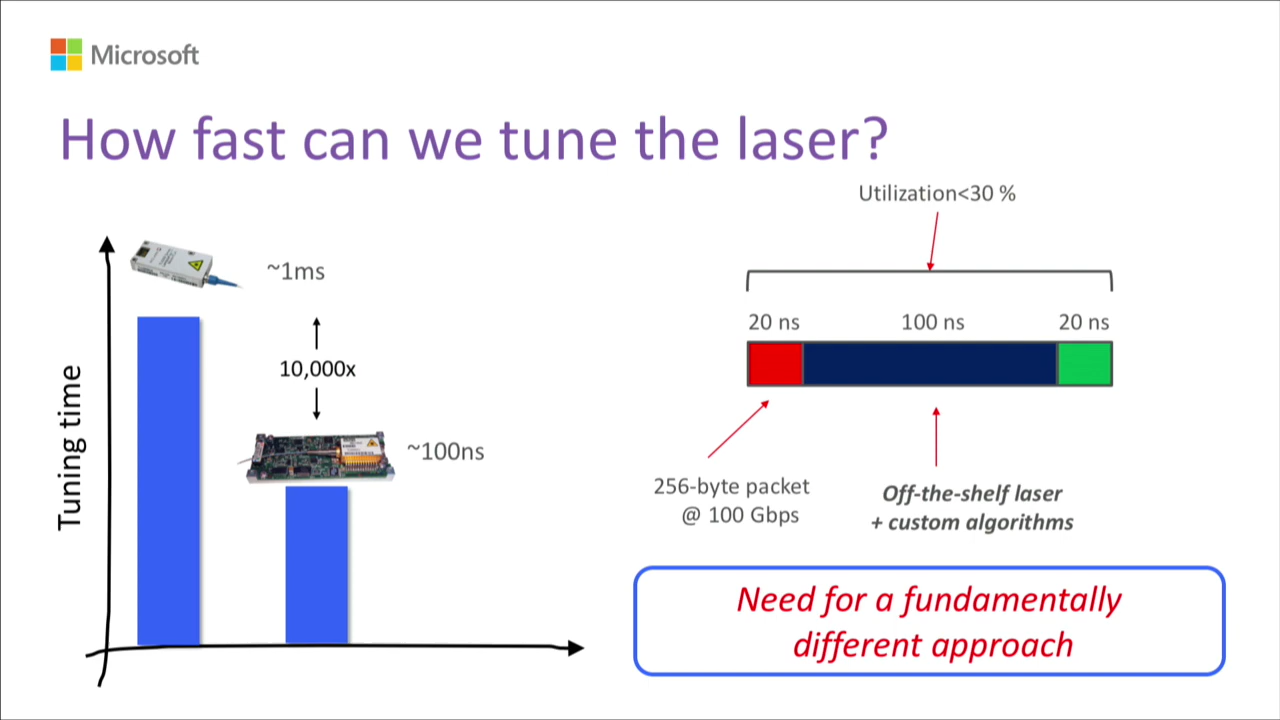 Microsoft
How fast can we tune the laser?
Utilization<30 %
~1ms
10,000x
~100ns
Tuning time
20 ns
100 ns
20 ns
256-byte packet
@ 100 Gbps
Off-the-shelf laser
+ custom algorithms
Need for a fundamentally
different approach